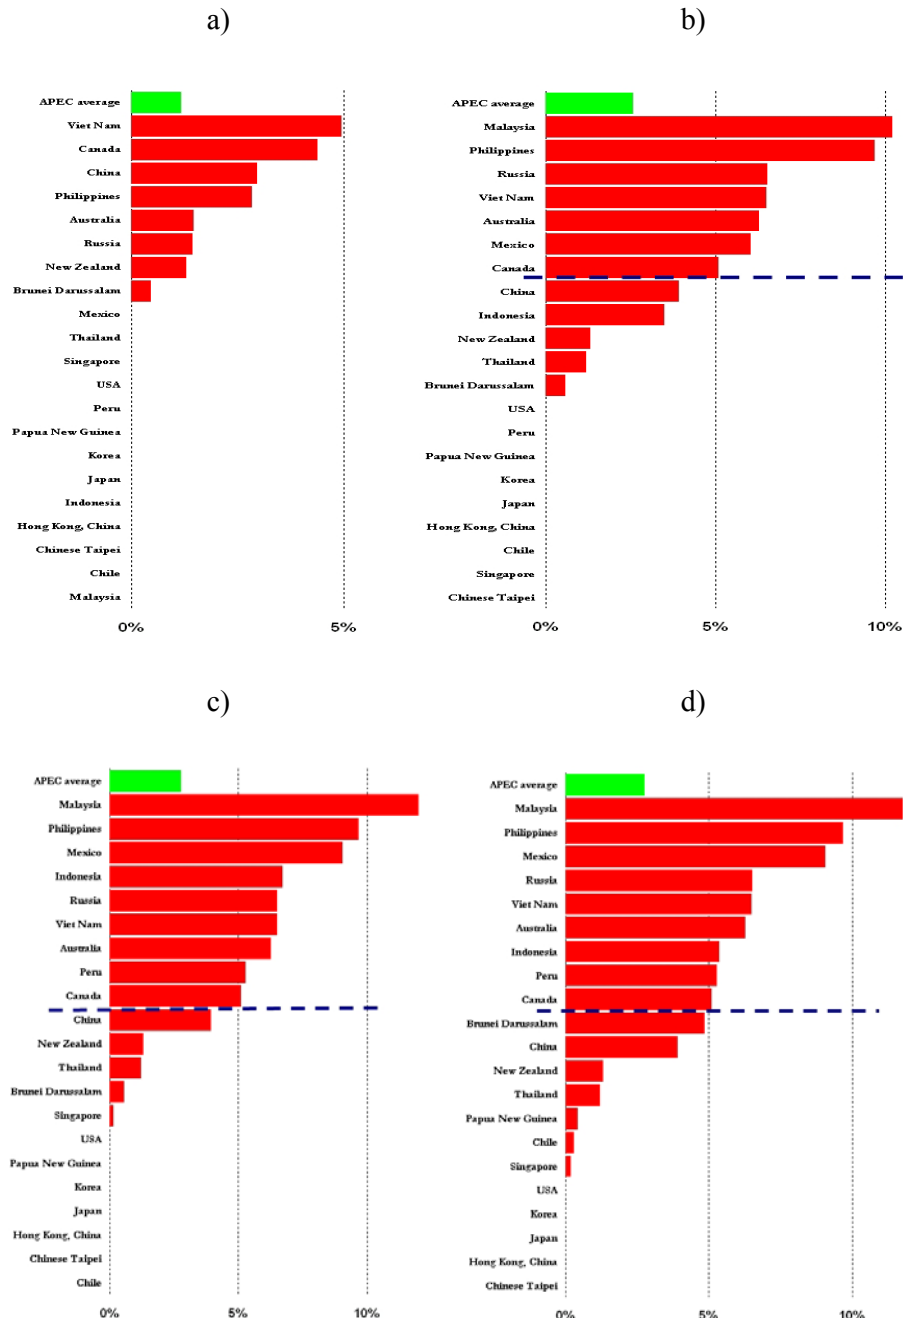 a)
APEC average
Viet Nam
Canada
China
Philippines
Australia
Russia
New Zealand
Brunei Darussalam
Mexico
Thailand
Singapore
USA
Peru
Papua New Guinea
Korea
Japan
Indonesia
Hong Kong, China
Chinese Taipei
Chile
Malaysia
0% 5%
b)
APEC average
Malaysia
Philippines
Russia
Viet Nam
Australia
Mexico
Canada
China
Indonesia
New Zealand
Thailand
Brunei Darussalam
USA
Peru
Papua New Guinea
Korea
Japan
Hong Kong, China
Chile
Singapore
Chinese Taipei
0% 5% 10%
c)
APEC average
Malaysia
Philippines
Mexico
Indonesia
Russia
Viet Nam
Australia
Peru
Canada
China
New Zealand
Thailand
Brunei Darussalam
Singapore
USA
Papua New Guinea
Korea
Japan
Hong Kong, China
Chinese Taipei
Chile
0% 5% 10%
d)
APEC average
Malaysia
Philippines
Mexico
Russia
Viet Nam
Australia
Indonesia
Peru
Canada
Brunei Darussalam
China
New Zealand
Thailand
Papua New Guinea
Chile
Singapore
USA
Korea
Japan
Hong Kong, China
Chinese Taipei
0% 5% 10%